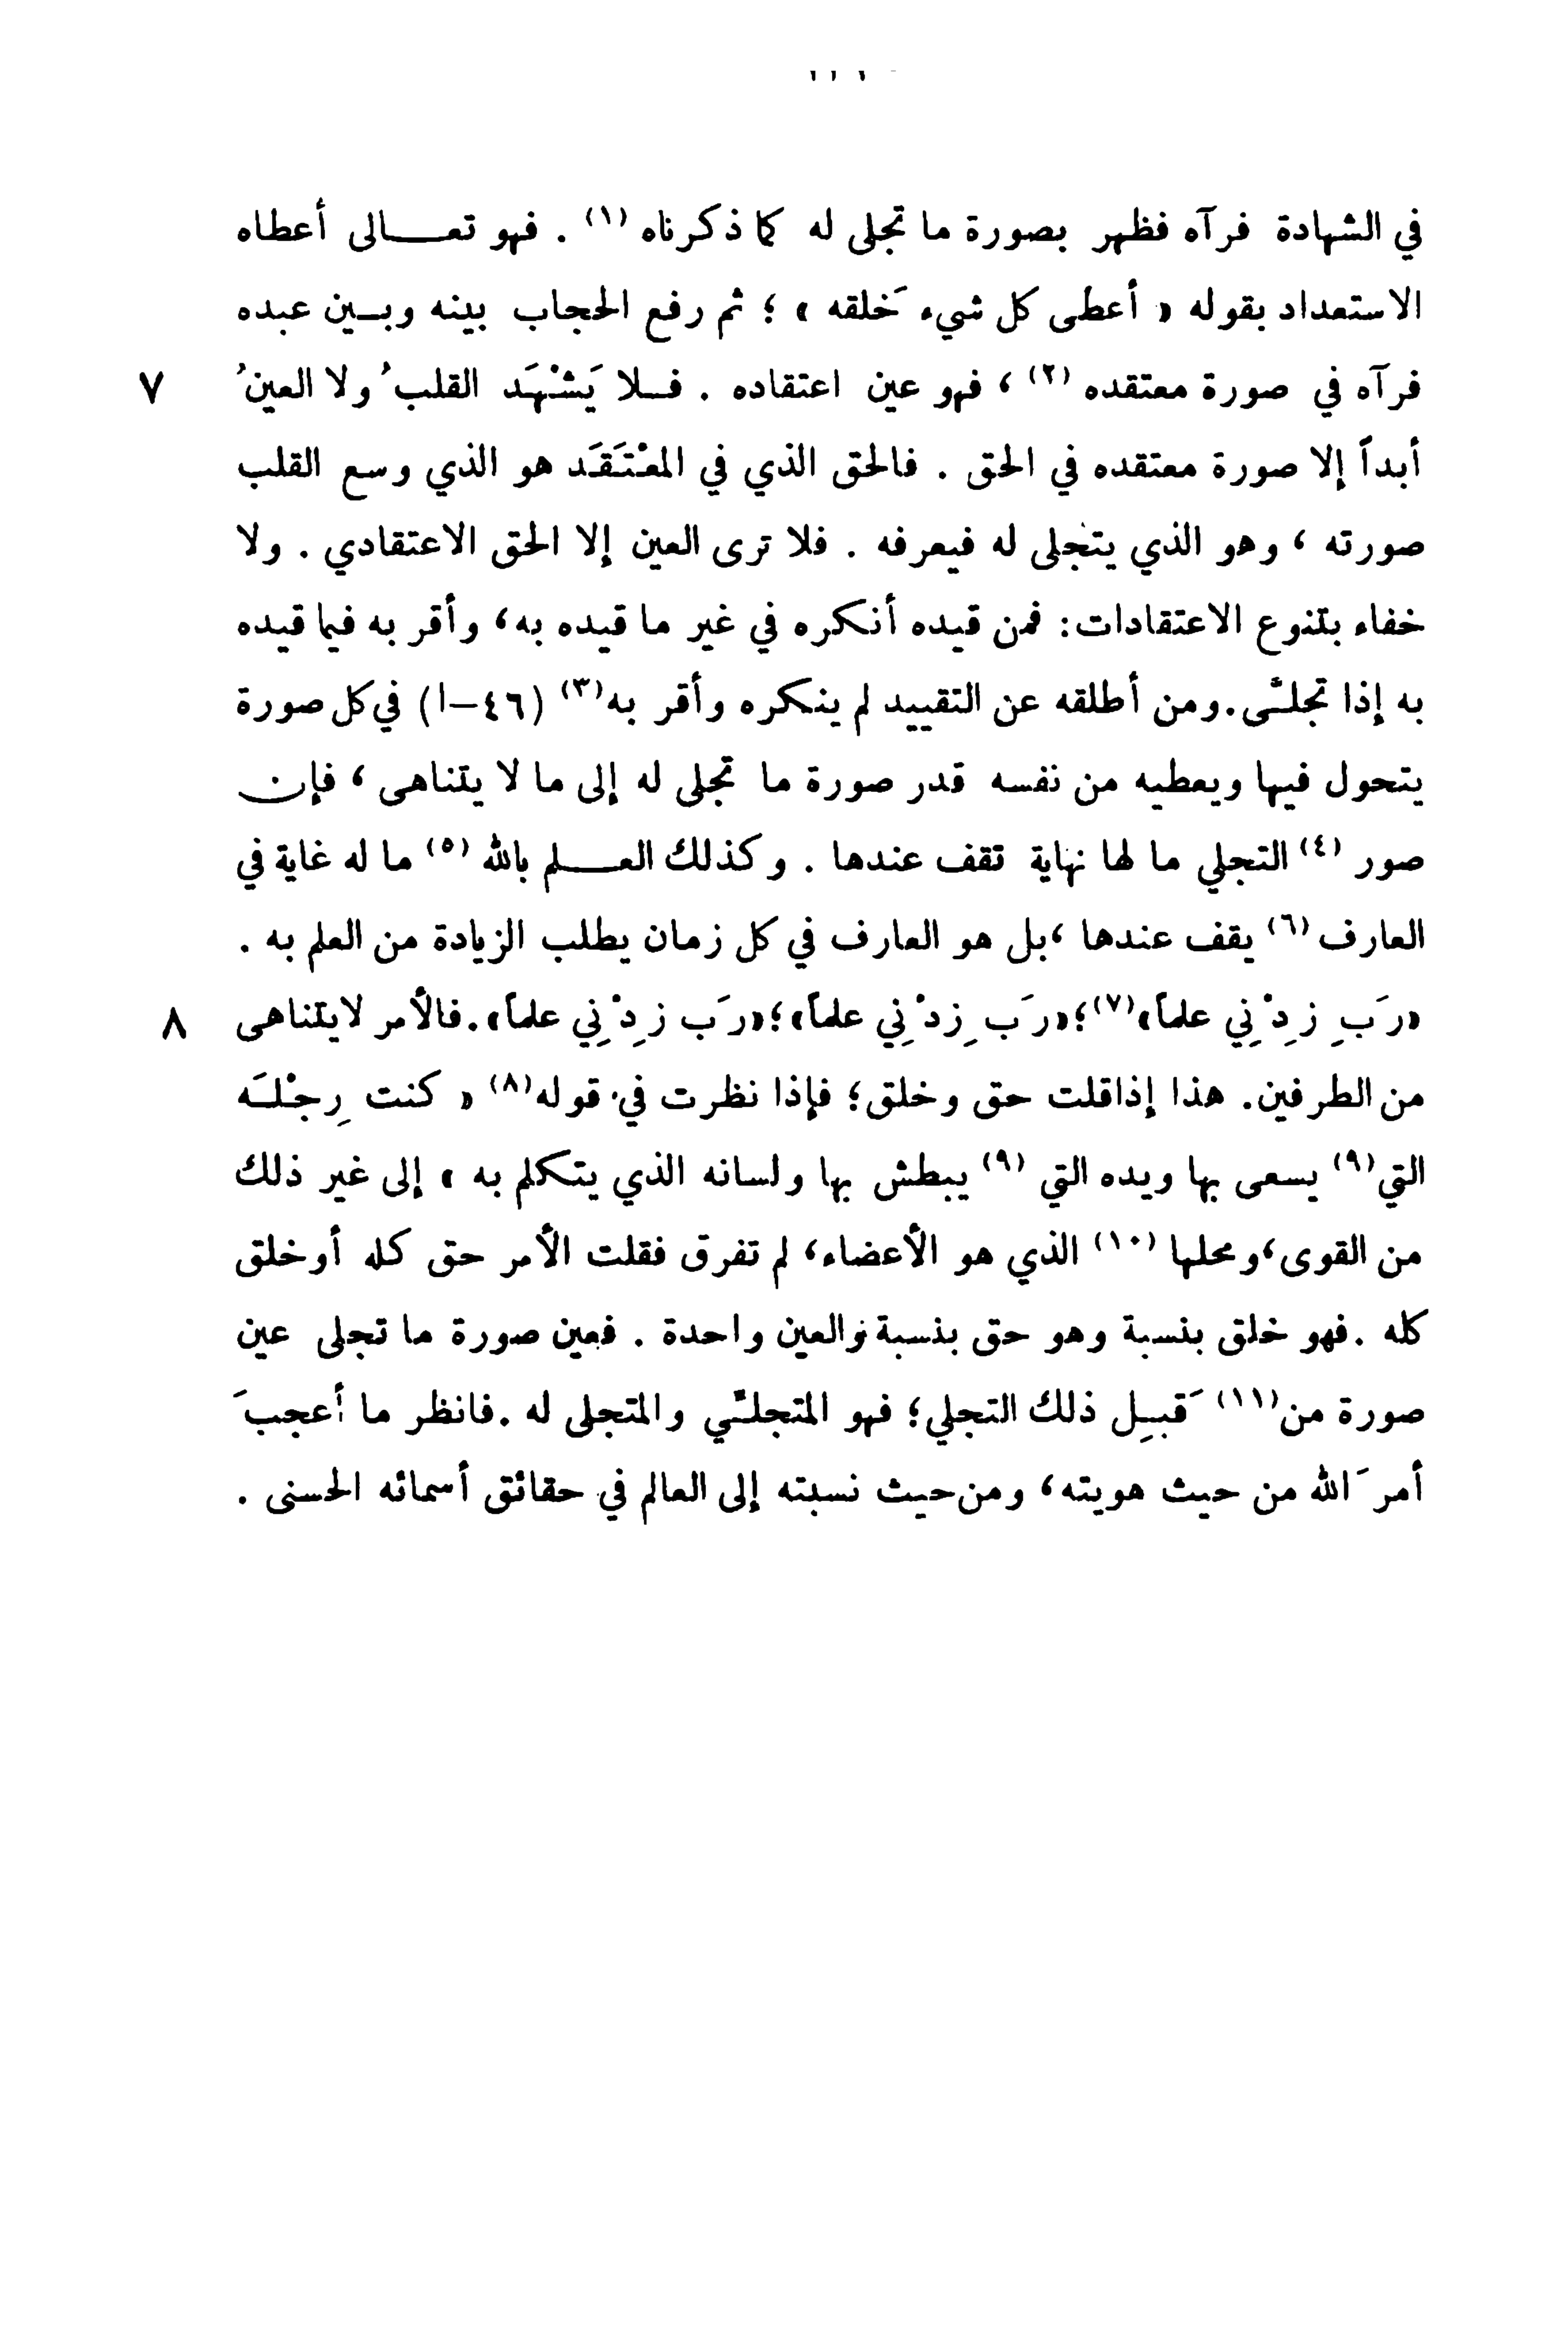 في الشهادة فرآه فظهر بصورة ما تجلى له كما ذكرناه (١) . فهو تعالى أعطاه
الاستعداد بقوله « أعطى كل شيء خَلقه » ؛ ثم رفع الحجاب بينه وبين عبده
فرآه في صورة معتقده (٢) ، فهو عين اعتقاده . فلا يَشْهَد القلبُ ولا العينُ ٧
أبداً إلا صورة معتقده في الحق . فالحق الذي في المعْتَقَد هو الذي وسع القلب
صورته ، وهو الذي يتجلى له فيعرفه . فلا ترى العين إلا الحق الاعتقادي . ولا
خفاء بتنوع الاعتقادات: فمن قيده أنكره في غير ما قيده به، وأقر به فيما قيده
به إذا تجلَّى.ومن أطلقه عن التقييد لم ينكره وأقر به(٣) (٤٦-ا) في كل صورة
يتحول فيها ويعطيه من نفسه قدر صورة ما تجلى له إلى ما لا يتناهى ، فإن
صور (٤) التجلي ما لها نهاية تقف عندها . وكذلك العلم بالله (٥) ما له غاية في
العارف (٦) يقف عندها ،بل هو العارف في كل زمان يطلب الزيادة من العلم به .
«رَبِ زِدْنِي علماً»(٧)؛«رَبِ زدْنِي علماً»؛«رَب زِدْنِي علماً».فالأمر لايتناهى ٨
من الطرفين. هذا إذاقلت حق وخلق؛ فإذا نظرت في قوله(٨) « كنت رِجْلَه
التي(٩) يسعى بها ويده التي (٩) يبطش بها ولسانه الذي يتكلم به » إلى غير ذلك
من القوى،ومحلها (١٠) الذي هو الأعضاء، لم تفرق فقلت الأمر حق كله أوخلق
كله .فهو خلق بنسبة وهو حق بنسبة والعين واحدة . فعين صورة ما تجلى عين
صورة من(١١) قَبِل ذلك التجلي؛ فهو المتجلِّي والمتجلى له .فانظر ما أعجبَ
أمرَ الله من حيث هويته، ومن حيث نسبته إلى العالم في حقائق أسمائه الحسنى .